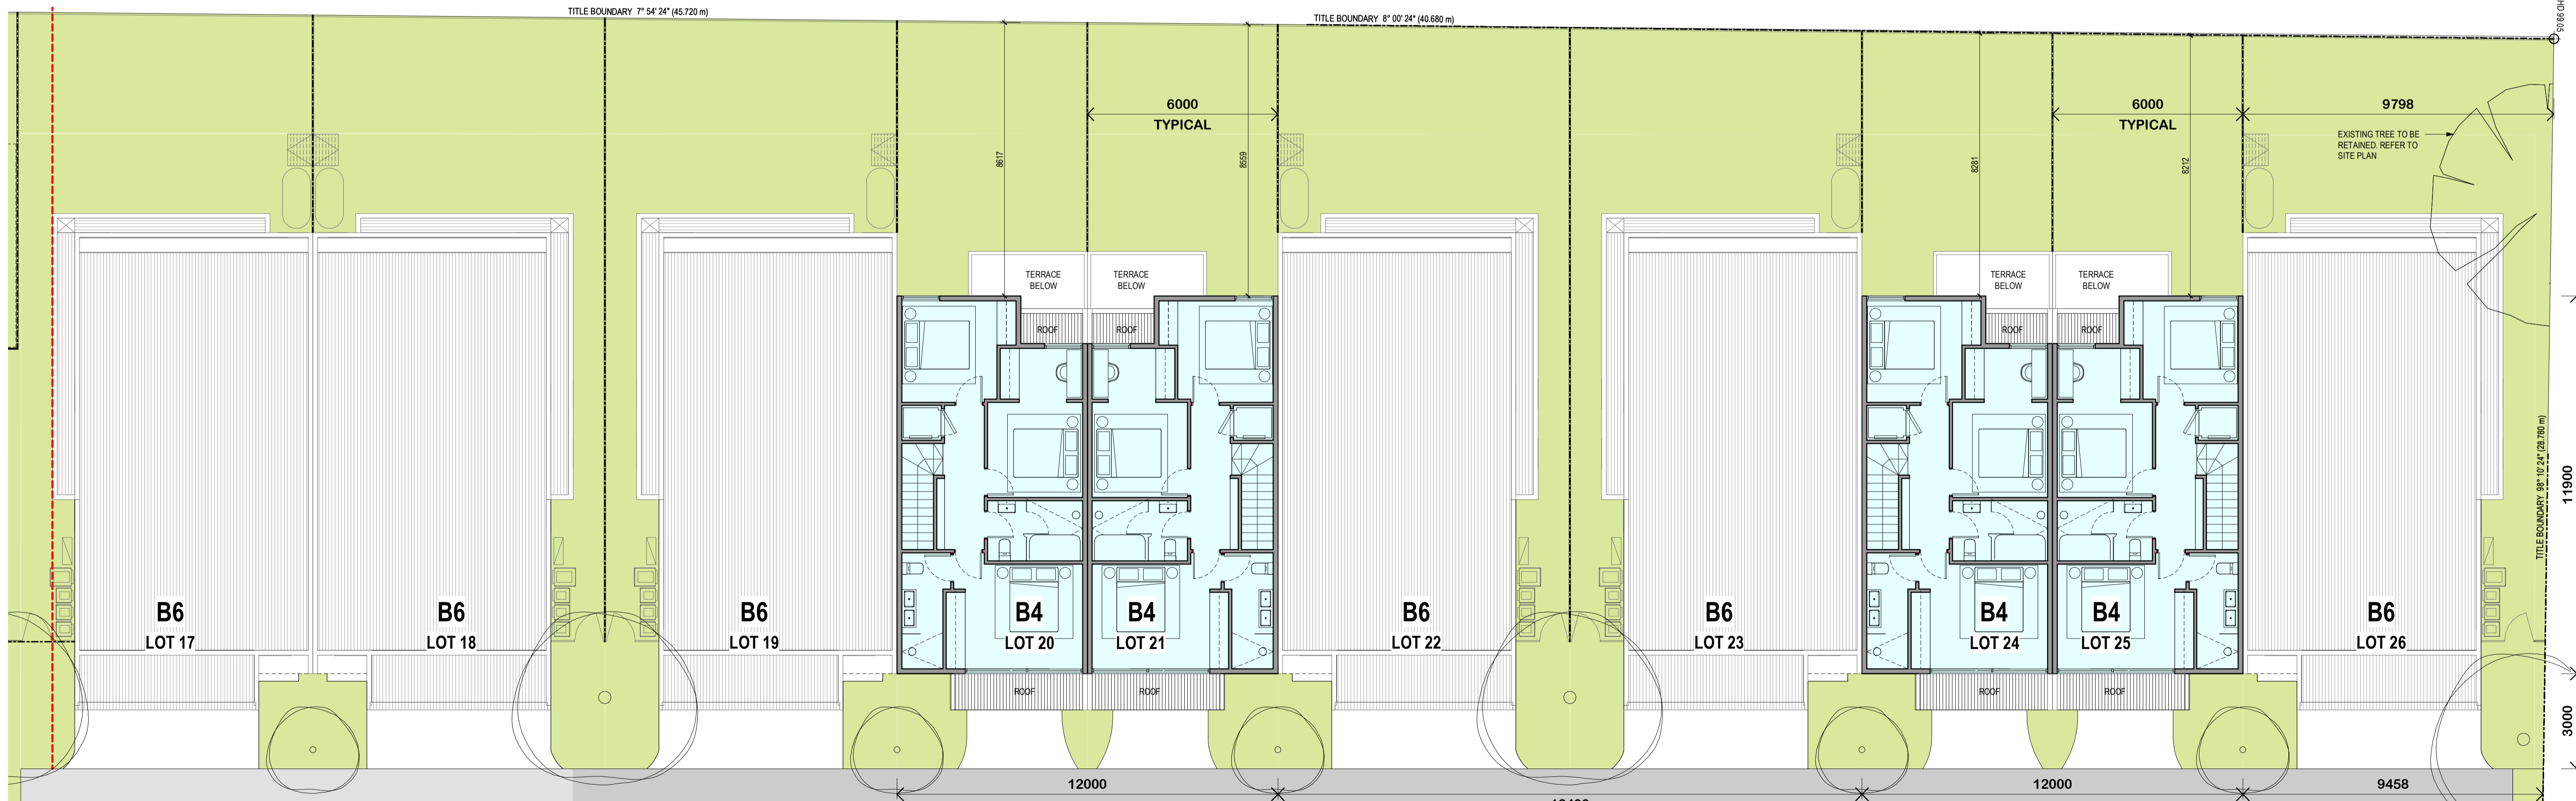 TITLE BOUNDARY 7° 54' 24" (45.720 m)
TITLE BOUNDARY 8° 00' 24" (40.680 m)
6000
TYPICAL
6000
TYPICAL
9798
EXISTING TREE TO BE
RETAINED. REFER TO
SITE PLAN
8617
8559
8281
8212
TERRACE
BELOW
TERRACE
BELOW
TERRACE
BELOW
TERRACE
BELOW
ROOF
ROOF
ROOF
ROOF
TITLE BOUNDARY 98° 10' 24" (28.780 m)
11900
B6
LOT 17
B6
LOT 18
B6
LOT 19
B4
LOT 20
B4
LOT 21
B6
LOT 22
B6
LOT 23
B4
LOT 24
B4
LOT 25
B6
LOT 26
ROOF
ROOF
ROOF
ROOF
3000
12000
12000
9458